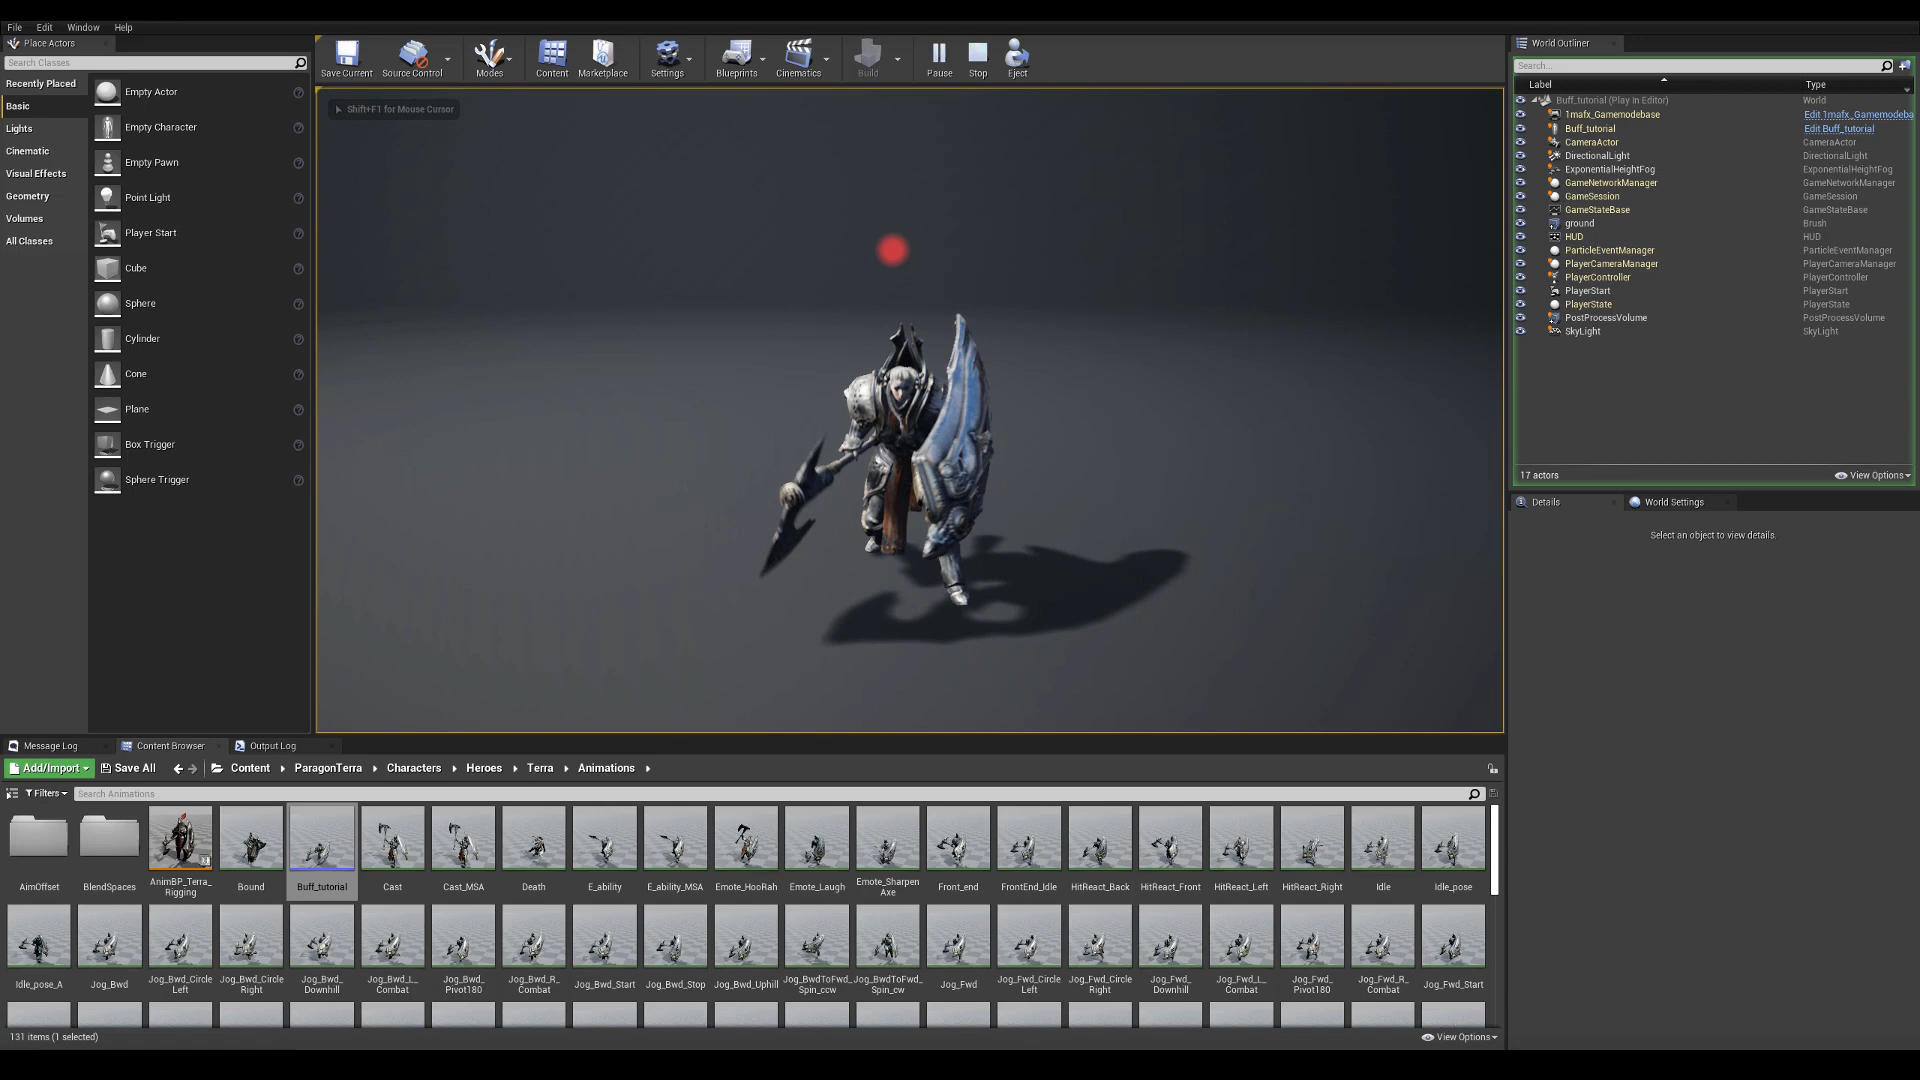 File Edit Window Help
Place Actors
Search Classes
Recently Placed
Basic
Lights
Cinematic
Visual Effects
Geometry
Volumes
All Classes
Empty Actor
Empty Character
Empty Pawn
Point Light
Player Start
Cube
Sphere
Cylinder
Cone
Plane
Box Trigger
Sphere Trigger
Save Current Source Control Modes Content Marketplace Settings Blueprints Cinematics Build Pause Stop Eject
Shift+F1 for Mouse Cursor
World Outliner
Search...
Label Type
Buff_tutorial (Play In Editor) World
1mafx_Gamemodebase Edit 1mafx_Gamemodeba
Buff_tutorial Edit Buff_tutorial
CameraActor CameraActor
DirectionalLight DirectionalLight
ExponentialHeightFog ExponentialHeightFog
GameNetworkManager GameNetworkManager
GameSession GameSession
GameStateBase GameStateBase
ground Brush
HUD HUD
ParticleEventManager ParticleEventManager
PlayerCameraManager PlayerCameraManager
PlayerController PlayerController
PlayerStart PlayerStart
PlayerState PlayerState
PostProcessVolume PostProcessVolume
SkyLight SkyLight
17 actors View Options
Details World Settings
Select an object to view details.
Message Log Content Browser Output Log
Add/Import Save All Content ParagonTerra Characters Heroes Terra Animations
Filters Search Animations
AimOffset BlendSpaces AnimBP_Terra_Rigging Bound Buff_tutorial Cast Cast_MSA Death E_ability E_ability_MSA Emote_HooRah Emote_Laugh Emote_Sharpen Axe Front_end FrontEnd_Idle HitReact_Back HitReact_Front HitReact_Left HitReact_Right Idle Idle_pose
Idle_pose_A Jog_Bwd Jog_Bwd_Circle Left Jog_Bwd_Circle Right Jog_Bwd_Downhill Jog_Bwd_L_Combat Jog_Bwd_Pivot180 Jog_Bwd_R_Combat Jog_Bwd_Start Jog_Bwd_Stop Jog_Bwd_Uphill Jog_BwdToFwd_Spin_ccw Jog_BwdToFwd_Spin_cw Jog_Fwd Jog_Fwd_Circle Left Jog_Fwd_Circle Right Jog_Fwd_Downhill Jog_Fwd_L_Combat Jog_Fwd_Pivot180 Jog_Fwd_R_Combat Jog_Fwd_Start
131 items (1 selected) View Options